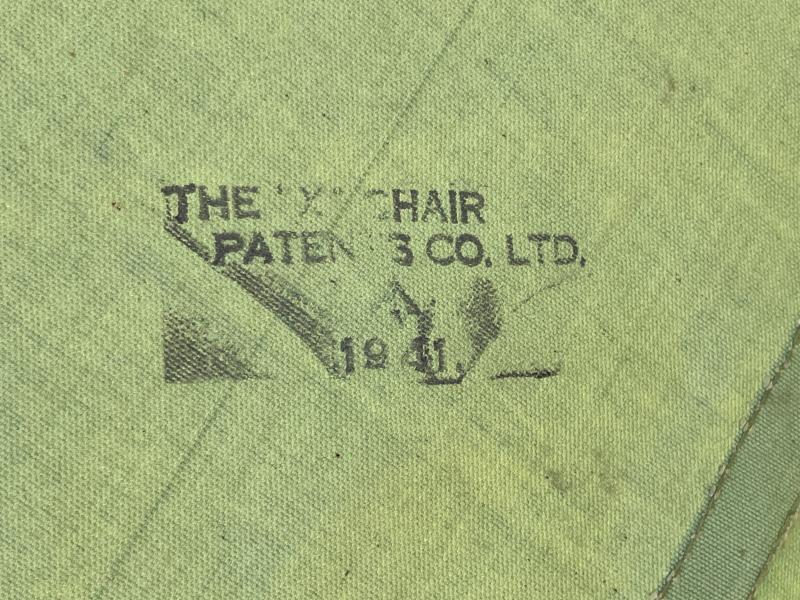 THE "X" CHAIR
PATENTS CO. LTD.
1941.